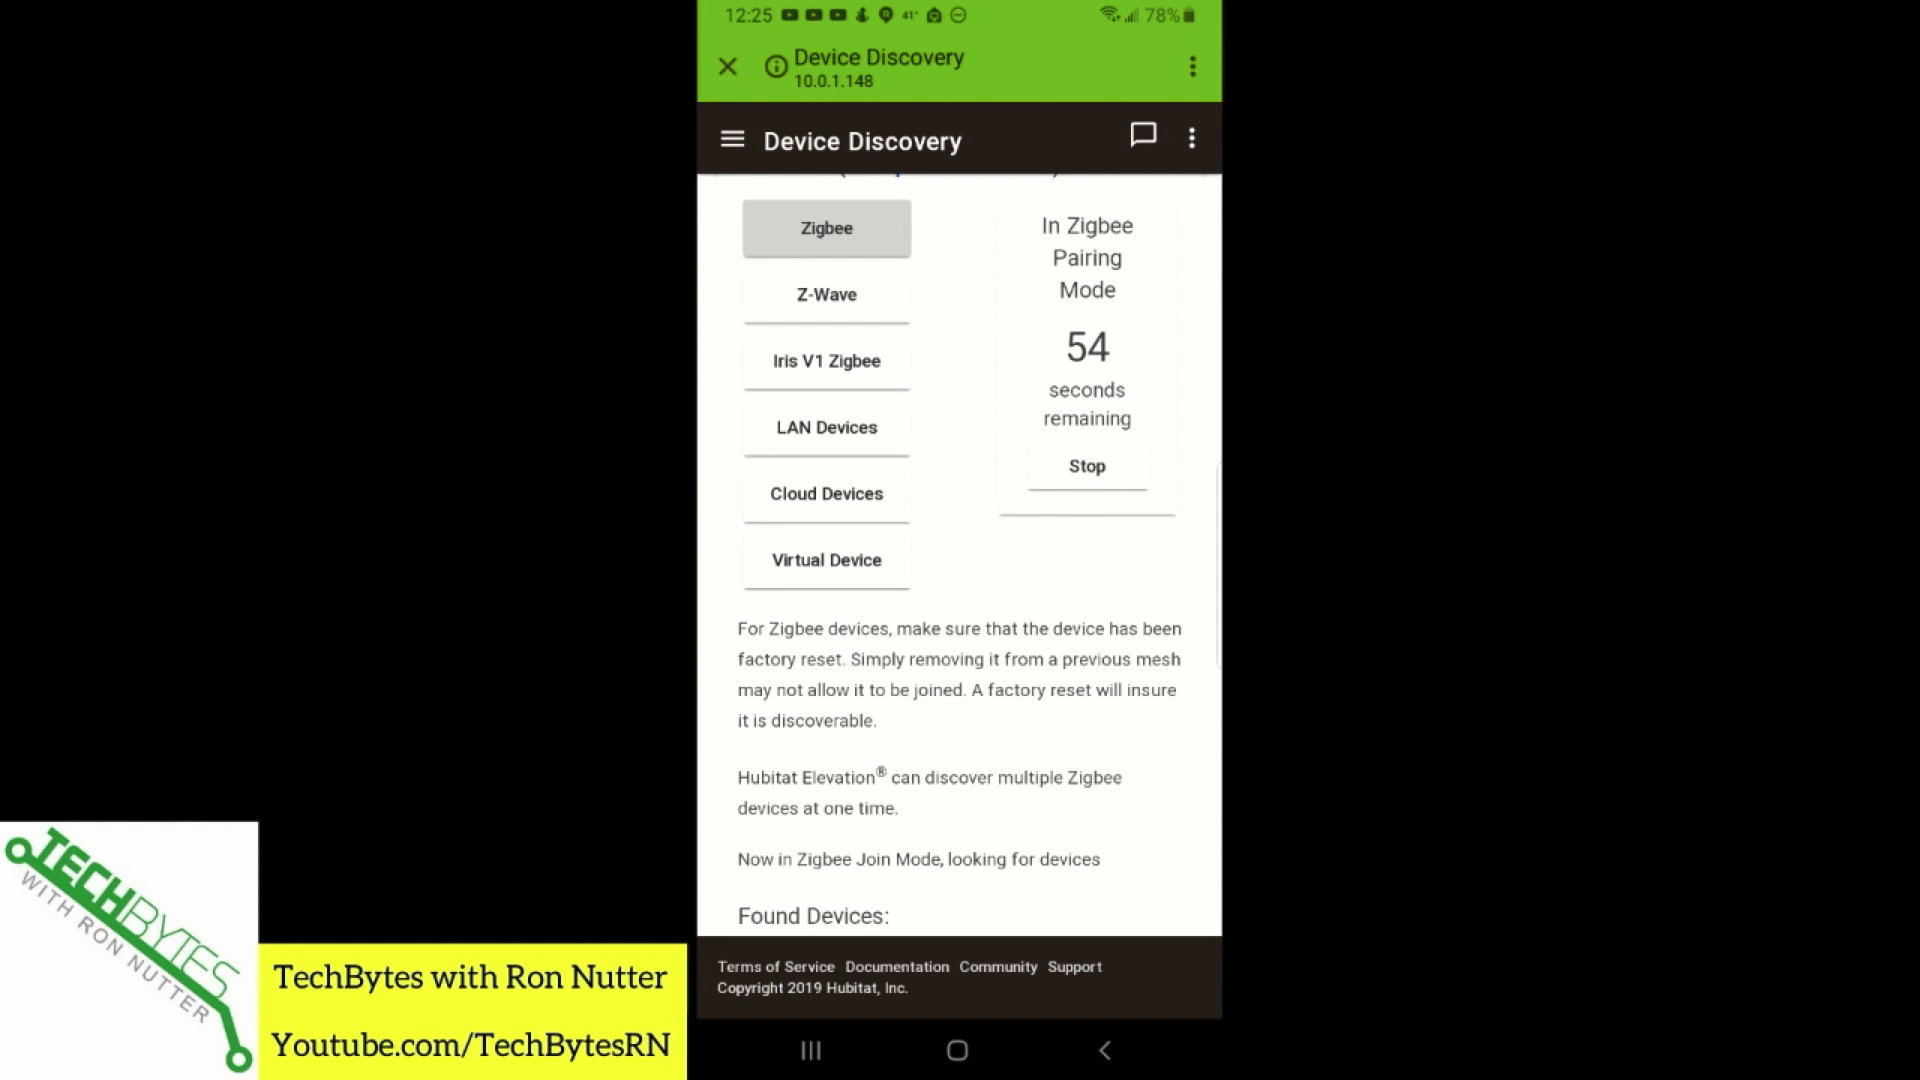 12:25 41° 78%
Device Discovery
10.0.1.148
Device Discovery
Zigbee
Z-Wave
Iris V1 Zigbee
LAN Devices
Cloud Devices
Virtual Device
In Zigbee
Pairing
Mode
54
seconds
remaining
Stop
For Zigbee devices, make sure that the device has been
factory reset. Simply removing it from a previous mesh
may not allow it to be joined. A factory reset will insure
it is discoverable.
Hubitat Elevation® can discover multiple Zigbee
devices at one time.
Now in Zigbee Join Mode, looking for devices
Found Devices:
Terms of Service Documentation Community Support
Copyright 2019 Hubitat, Inc.
TECHBYTES
WITH RON NUTTER
TechBytes with Ron Nutter
Youtube.com/TechBytesRN